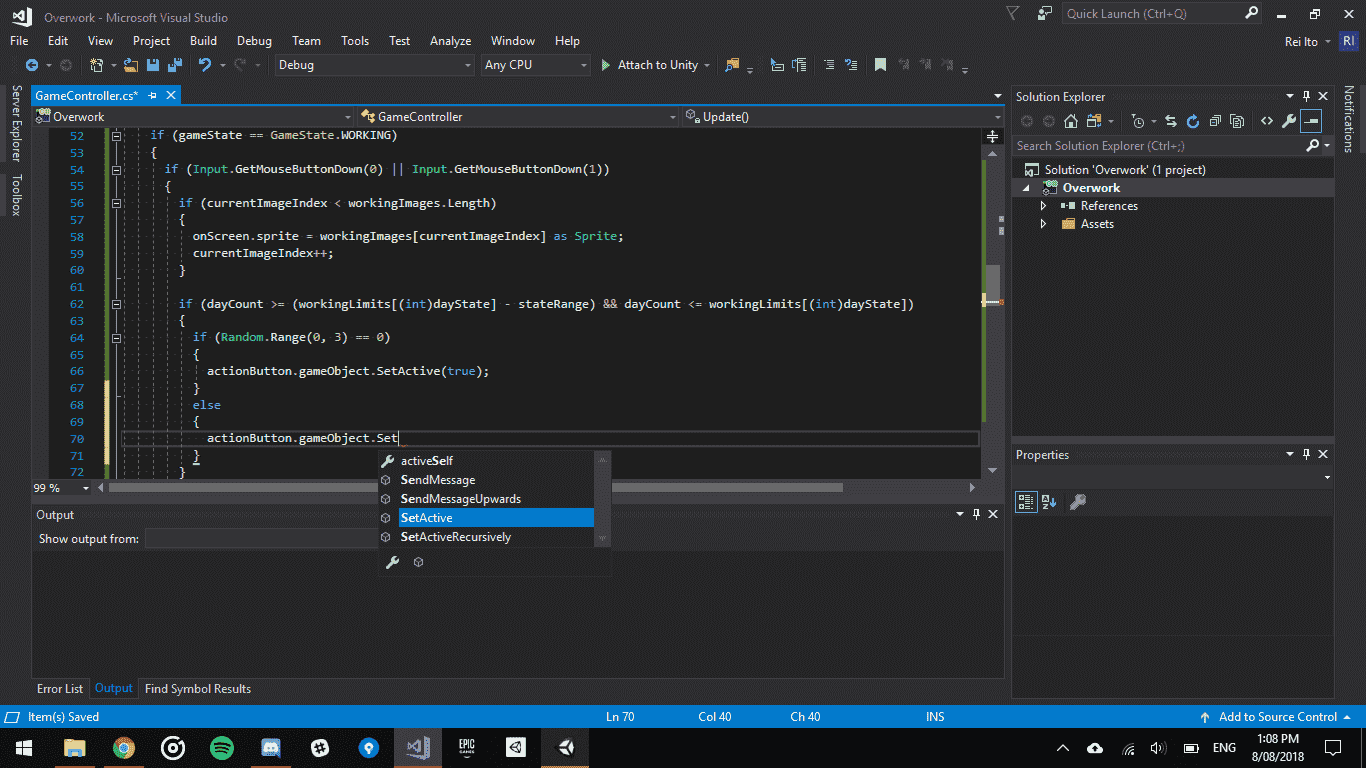 Overwork - Microsoft Visual Studio
Quick Launch (Ctrl+Q)
File Edit View Project Build Debug Team Tools Test Analyze Window Help
Rei Ito RI
Debug Any CPU Attach to Unity
Server Explorer
Toolbox
Notifications
GameController.cs*
Overwork GameController Update()
52 if (gameState == GameState.WORKING)
53 {
54 if (Input.GetMouseButtonDown(0) || Input.GetMouseButtonDown(1))
55 {
56 if (currentImageIndex < workingImages.Length)
57 {
58 onScreen.sprite = workingImages[currentImageIndex] as Sprite;
59 currentImageIndex++;
60 }
61
62 if (dayCount >= (workingLimits[(int)dayState] - stateRange) && dayCount <= workingLimits[(int)dayState])
63 {
64 if (Random.Range(0, 3) == 0)
65 {
66 actionButton.gameObject.SetActive(true);
67 }
68 else
69 {
70 actionButton.gameObject.Set
71 }
72 }
activeSelf
SendMessage
SendMessageUpwards
SetActive
SetActiveRecursively
99 %
Output
Show output from:
Error List Output Find Symbol Results
Solution Explorer
Search Solution Explorer (Ctrl+;)
Solution 'Overwork' (1 project)
Overwork
References
Assets
Properties
Item(s) Saved Ln 70 Col 40 Ch 40 INS Add to Source Control
EPIC
GAMES
ENG
1:08 PM
8/08/2018